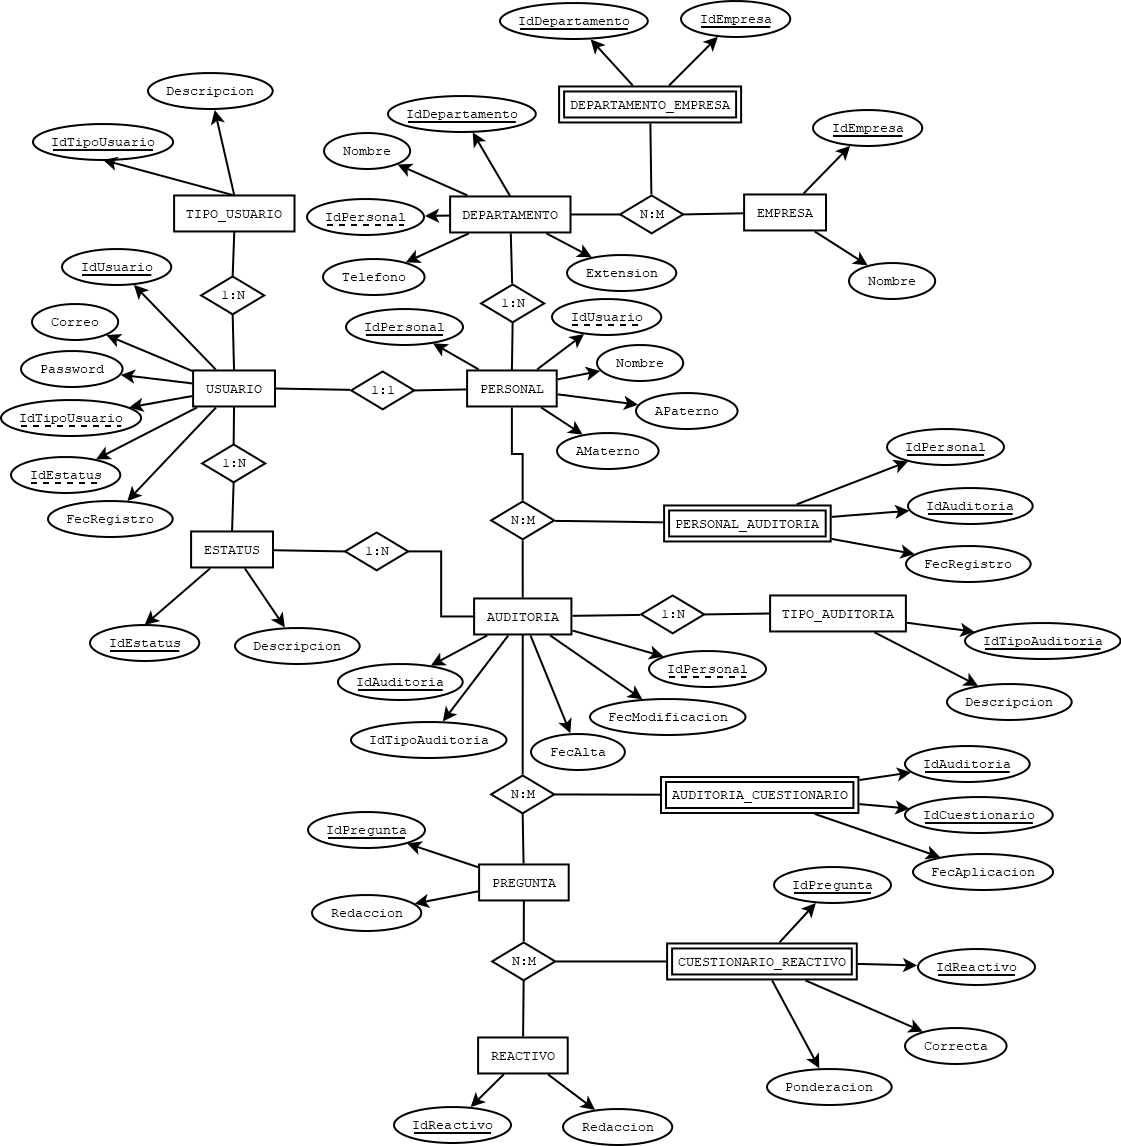 IdDepartamento
IdEmpresa
Descripcion
DEPARTAMENTO_EMPRESA
IdDepartamento
IdEmpresa
IdTipoUsuario
Nombre
TIPO_USUARIO
DEPARTAMENTO
N:M
EMPRESA
IdPersonal
IdUsuario
Telefono
Extension
Nombre
1:N
1:N
Correo
IdPersonal
IdUsuario
Password
Nombre
USUARIO
1:1
PERSONAL
IdTipoUsuario
APaterno
IdEstatus
1:N
AMaterno
IdPersonal
FecRegistro
IdAuditoria
N:M
PERSONAL_AUDITORIA
ESTATUS
1:N
FecRegistro
AUDITORIA
1:N
TIPO_AUDITORIA
IdEstatus
Descripcion
IdTipoAuditoria
IdAuditoria
IdPersonal
Descripcion
FecModificacion
IdTipoAuditoria
FecAlta
IdAuditoria
N:M
AUDITORIA_CUESTIONARIO
IdCuestionario
IdPregunta
FecAplicacion
PREGUNTA
IdPregunta
Redaccion
N:M
CUESTIONARIO_REACTIVO
IdReactivo
REACTIVO
Correcta
Ponderacion
IdReactivo
Redaccion